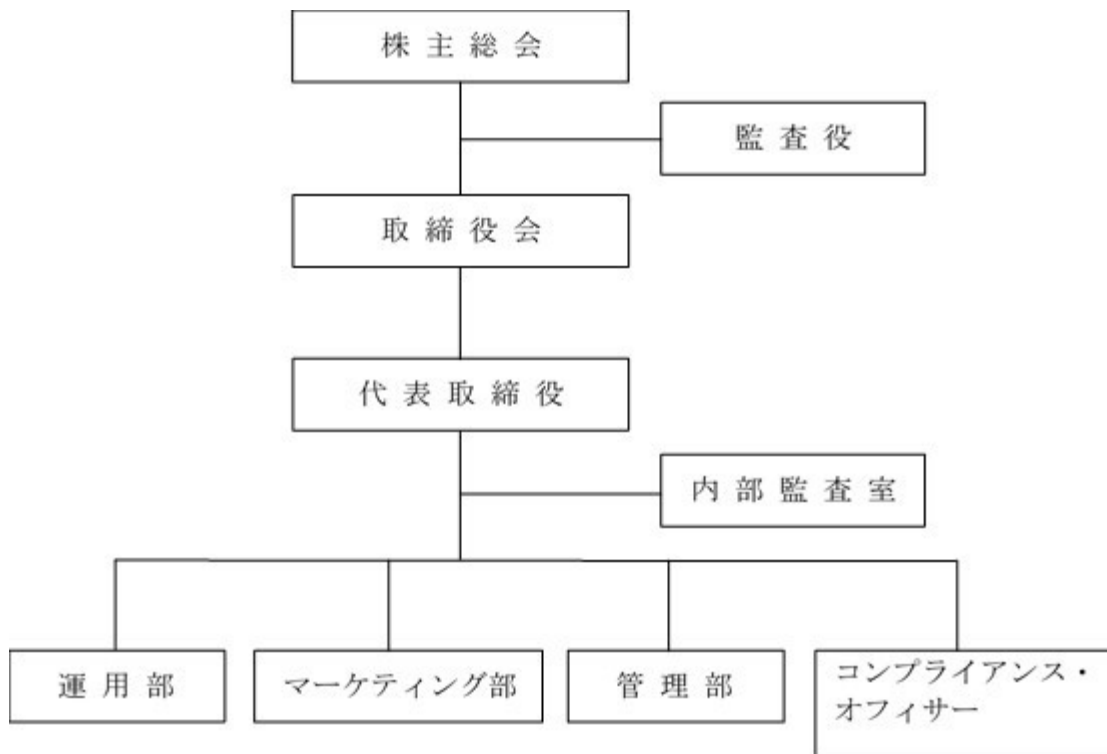 株主総会
監査役
取締役会
代表取締役
内部監査室
運用部
マーケティング部
管理部
コンプライアンス・
オフィサー